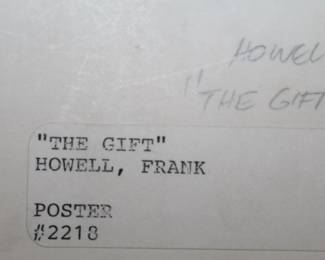 HOWEL
"THE GIFT
"THE GIFT"
HOWELL, FRANK
POSTER
#2218